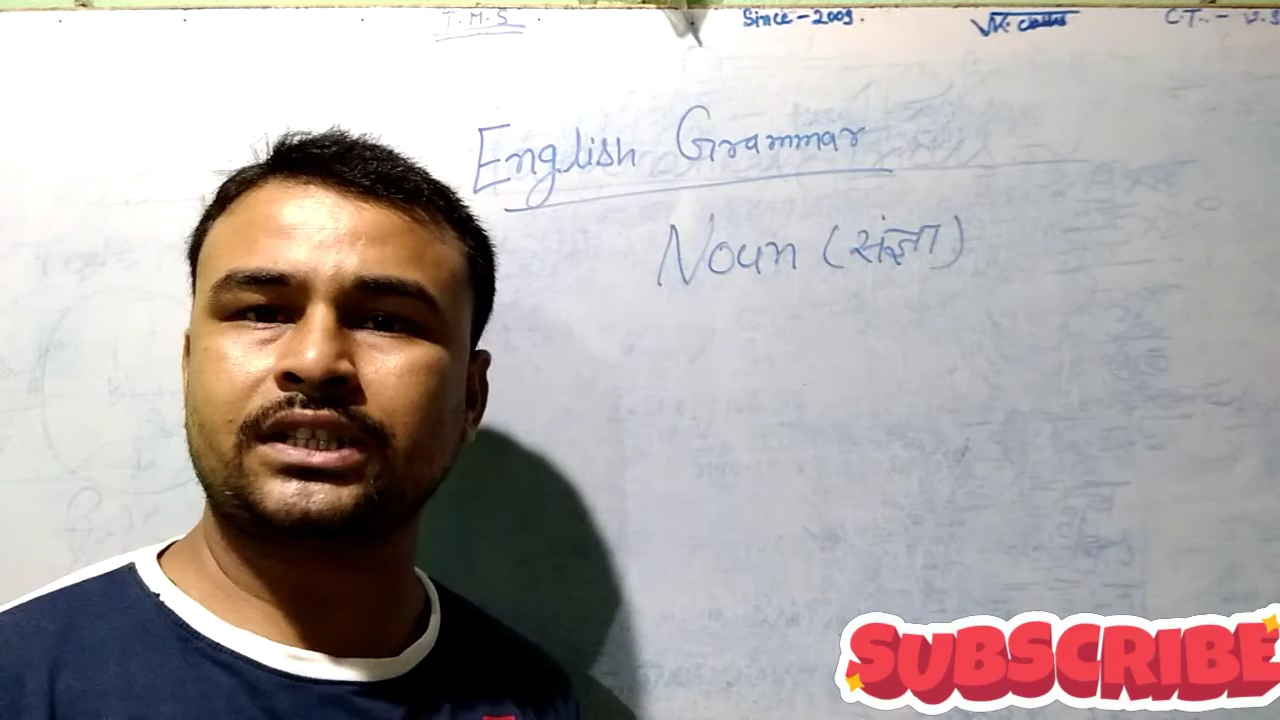 T.M.S
Since-2009.
C.T.-
English Grammar
Noun (संज्ञा)
SUBSCRIBE